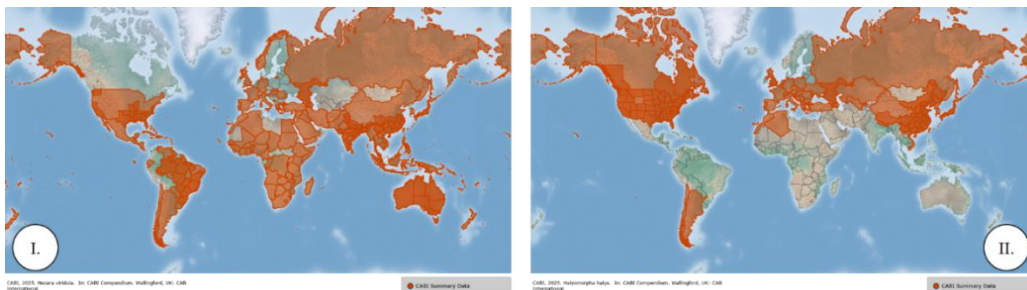 I.
CABI, 2025. Nezara viridula. In: CABI Compendium. Wallingford, UK: CAB
International.
CABI Summary Data
II.
CABI, 2025. Halyomorpha halys. In: CABI Compendium. Wallingford, UK: CAB
International.
CABI Summary Data